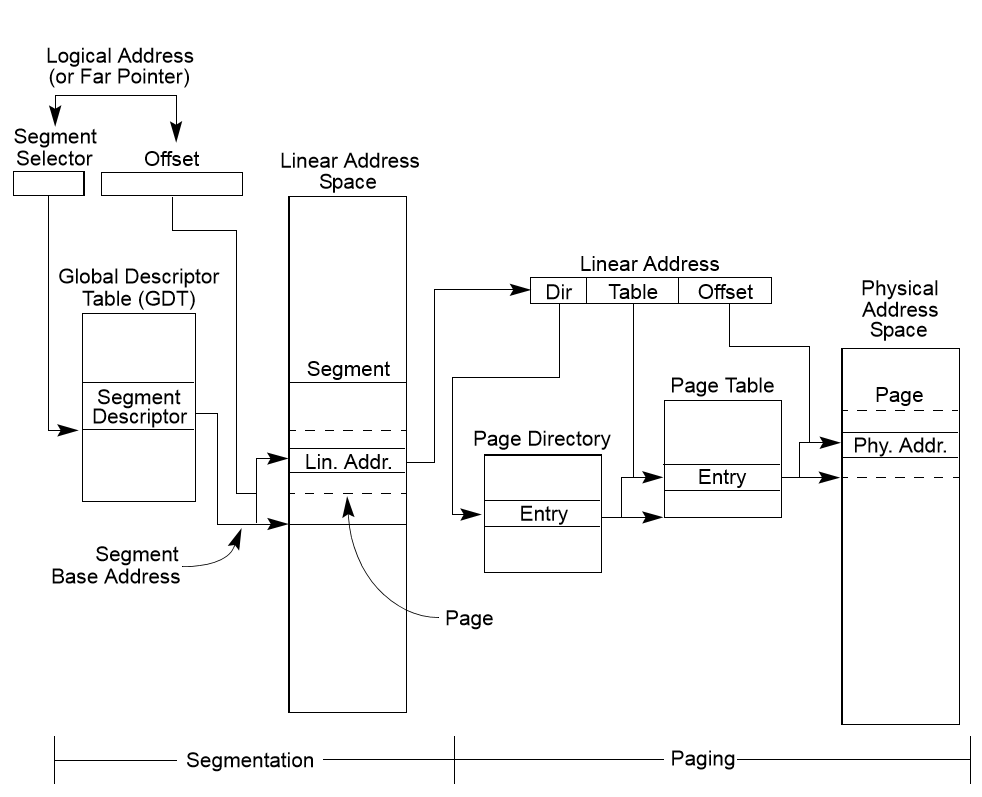 Logical Address
(or Far Pointer)
Segment
Selector
Offset
Linear Address
Space
Global Descriptor
Table (GDT)
Segment
Descriptor
Segment
Lin. Addr.
Segment
Base Address
Page
Linear Address
Dir
Table
Offset
Page Directory
Entry
Page Table
Entry
Physical
Address
Space
Page
Phy. Addr.
Segmentation
Paging